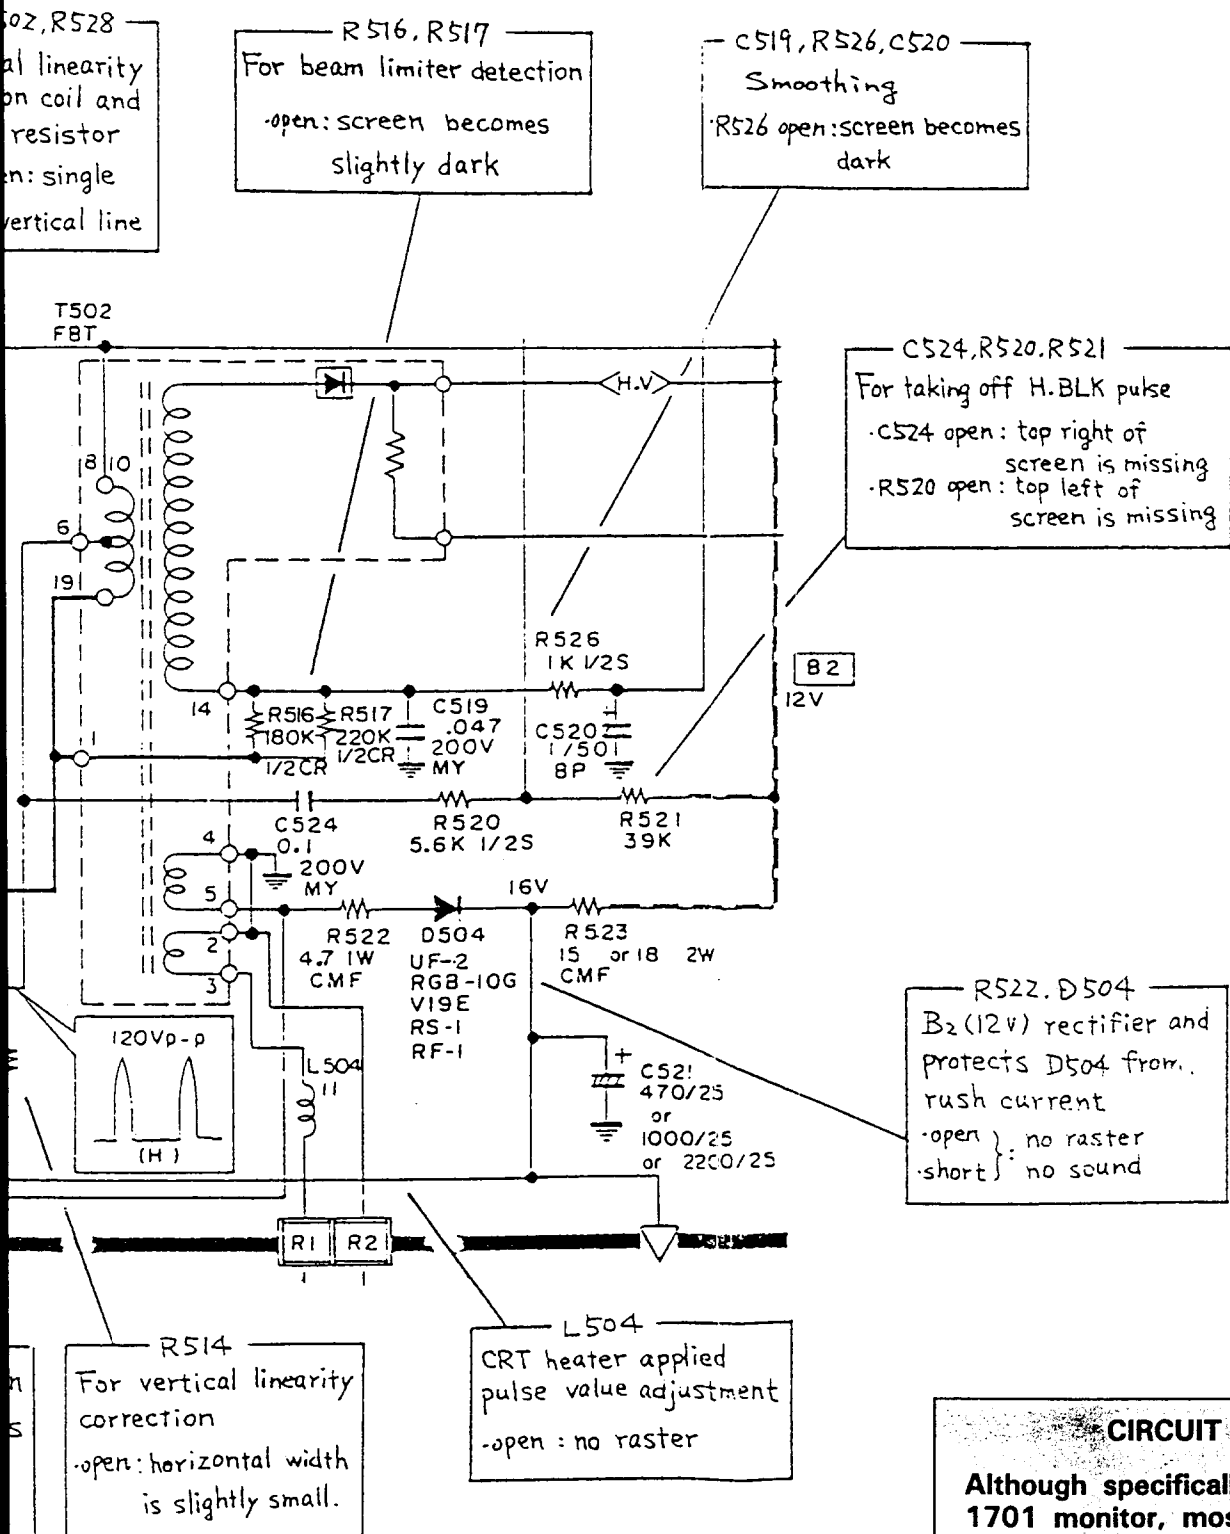 502, R528
al linearity
on coil and
resistor
en: single
vertical line
R516, R517
For beam limiter detection
·open: screen becomes
slightly dark
C519, R526, C520
Smoothing
·R526 open: screen becomes
dark
T502
FBT
H.V
C524, R520. R521
For taking off H.BLK pulse
·C524 open: top right of
screen is missing
·R520 open: top left of
screen is missing
8 10
6
19
R526
1K 1/2S
B2
12V
14
R516
180K
1/2CR
R517
220K
1/2CR
C519
.047
200V
MY
C520
1/50
BP
1
C524
0.1
200V
MY
R520
5.6K 1/2S
R521
39K
4
5
2
3
16V
R522
4.7 1W
CMF
D504
UF-2
RGB-10G
V19E
RS-1
RF-1
R523
15 or 18 2W
CMF
R522. D504
B2 (12V) rectifier and
protects D504 from
rush current
·open
·short
: no raster
no sound
120Vp-p
(H)
W
L504
11
+
C521
470/25
or
1000/25
or 2200/25
R1 R2
R514
For vertical linearity
correction
·open: horizontal width
is slightly small.
L504
CRT heater applied
pulse value adjustment
·open : no raster
n
s
CIRCUIT
Although specifical
1701 monitor, mos